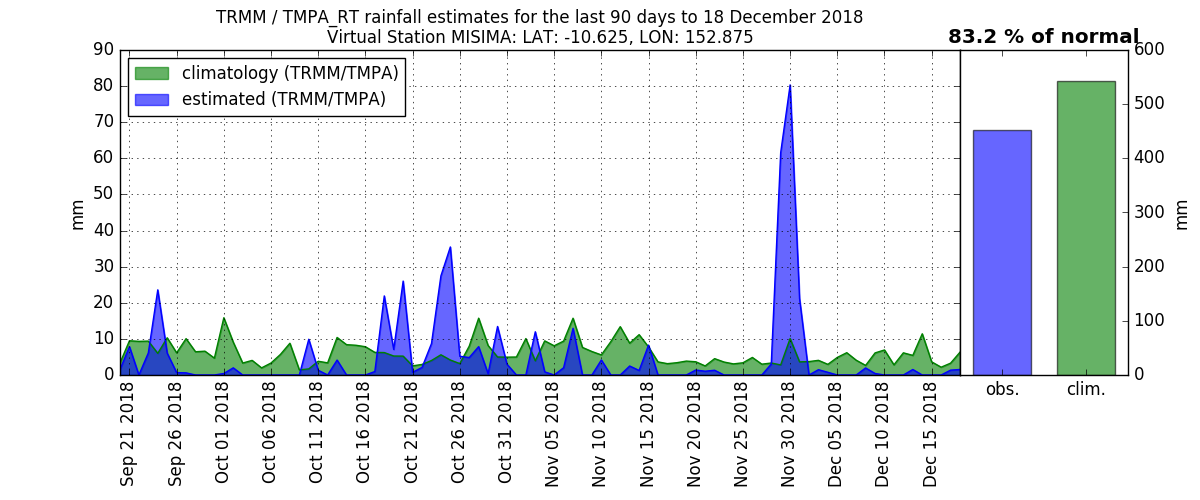 TRMM / TMPA_RT rainfall estimates for the last 90 days to 18 December 2018
Virtual Station MISIMA: LAT: -10.625, LON: 152.875
83.2 % of normal
climatology (TRMM/TMPA)
estimated (TRMM/TMPA)
90
80
70
60
50
40
30
20
10
0
mm
Sep 21 2018
Sep 26 2018
Oct 01 2018
Oct 06 2018
Oct 11 2018
Oct 16 2018
Oct 21 2018
Oct 26 2018
Oct 31 2018
Nov 05 2018
Nov 10 2018
Nov 15 2018
Nov 20 2018
Nov 25 2018
Nov 30 2018
Dec 05 2018
Dec 10 2018
Dec 15 2018
obs.
clim.
600
500
400
300
200
100
0
mm